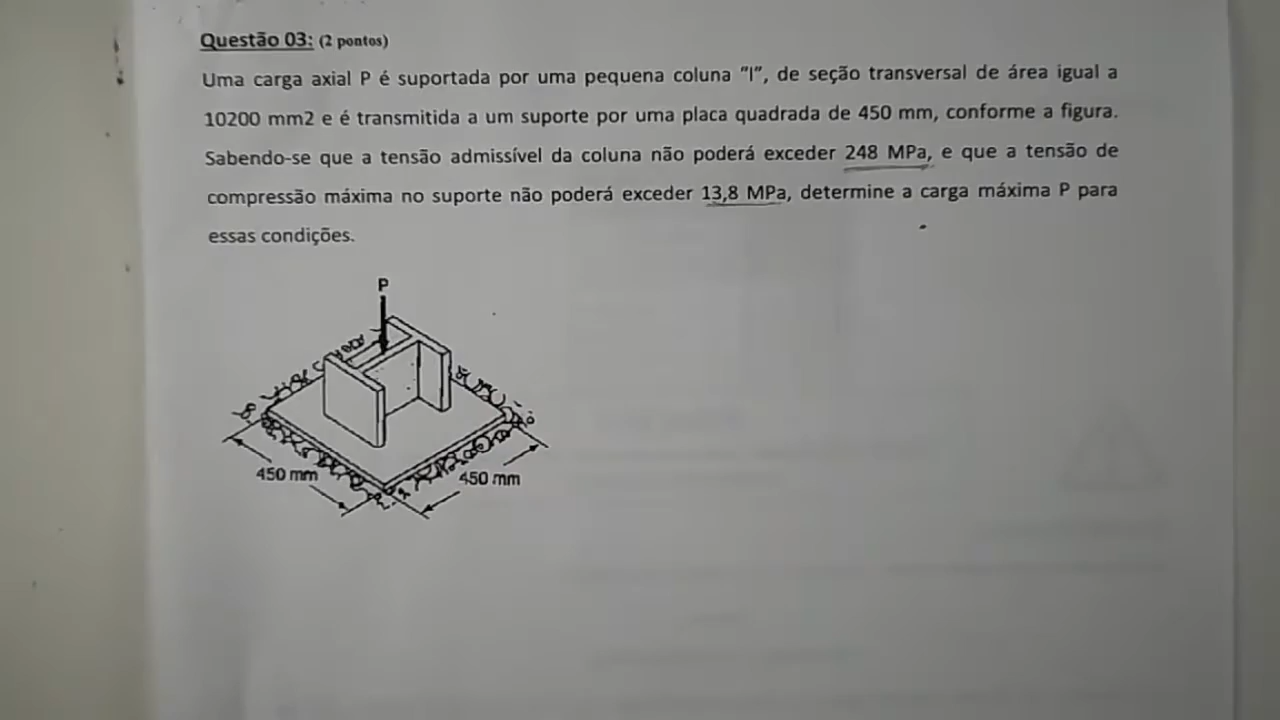 Questão 03: (2 pontos)
Uma carga axial P é suportada por uma pequena coluna "I", de seção transversal de área igual a
10200 mm2 e é transmitida a um suporte por uma placa quadrada de 450 mm, conforme a figura.
Sabendo-se que a tensão admissível da coluna não poderá exceder 248 MPa, e que a tensão de
compressão máxima no suporte não poderá exceder 13,8 MPa, determine a carga máxima P para
essas condições.
P
450 mm
450 mm